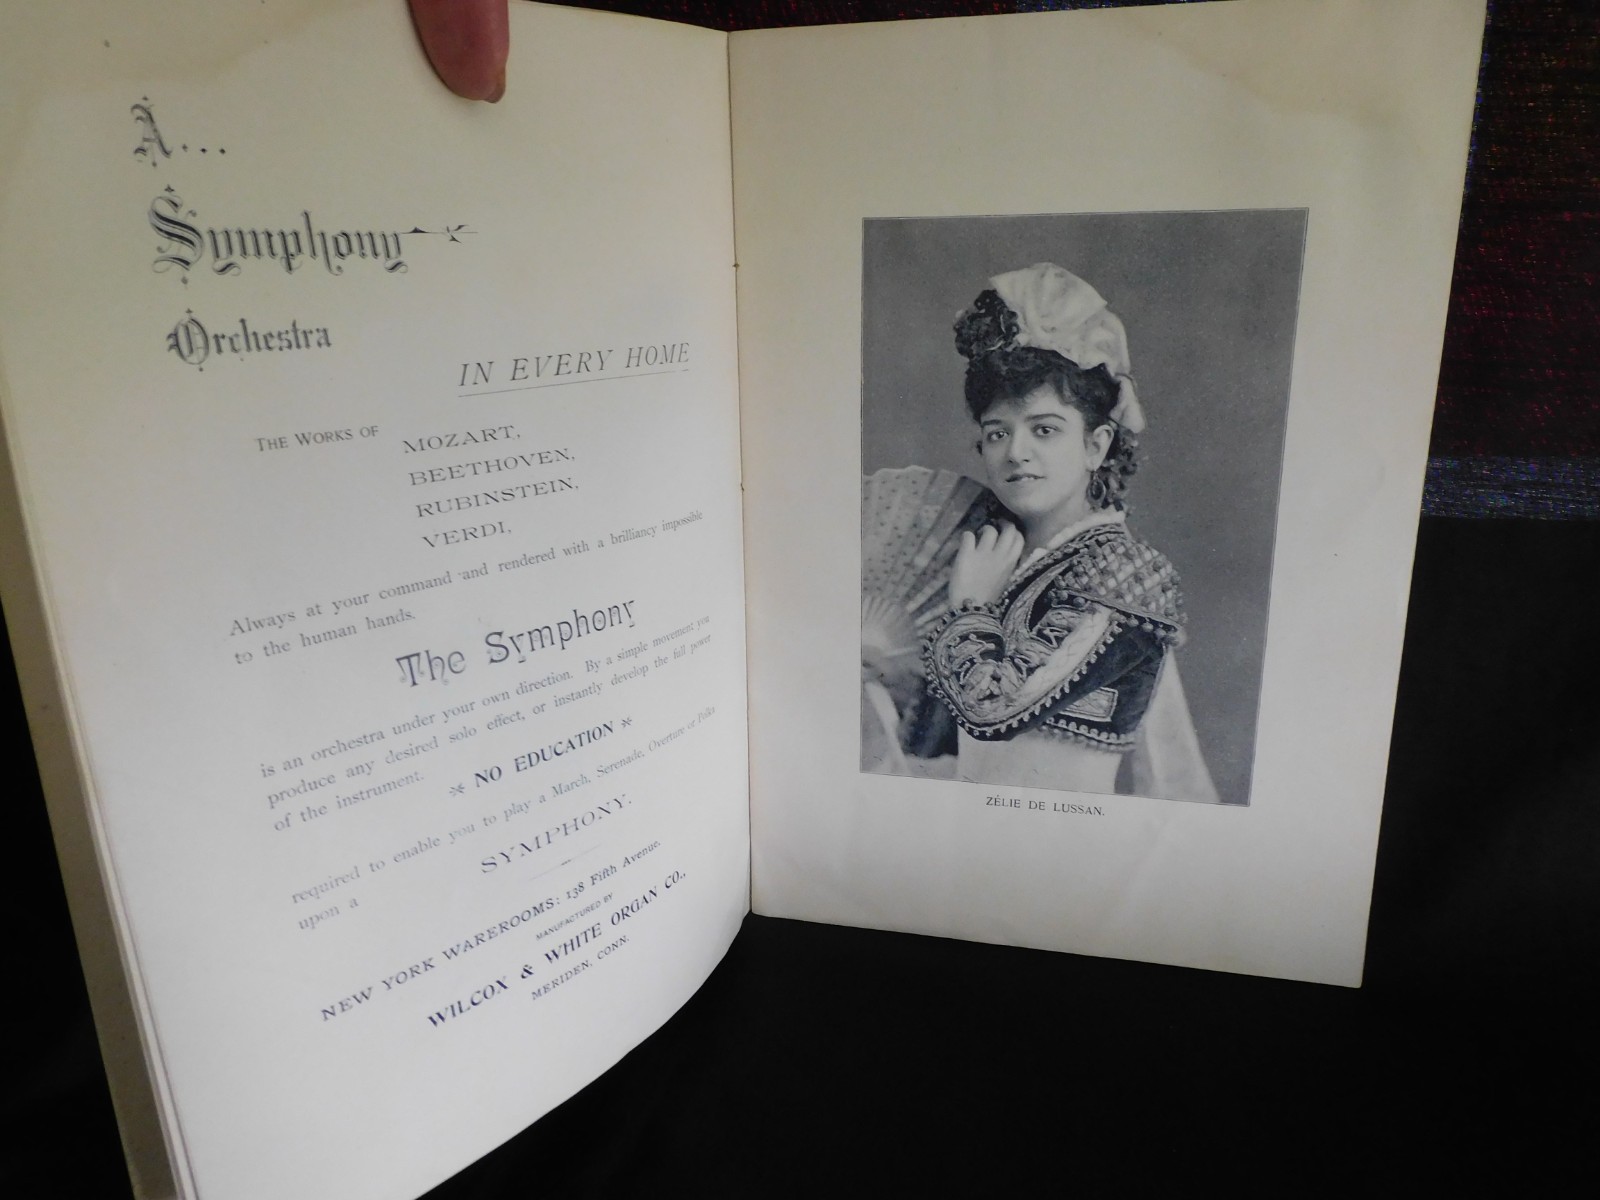 A...
Symphony
Orchestra
IN EVERY HOME
THE WORKS OF MOZART,
BEETHOVEN,
RUBINSTEIN,
VERDI,
Always at your command and rendered with a brilliancy impossible
to the human hands.
The Symphony
is an orchestra under your own direction. By a simple movement you
produce any desired solo effect, or instantly develop the full power
of the instrument.
NO EDUCATION
required to enable you to play a March, Serenade, Overture or Polka
upon a
SYMPHONY.
NEW YORK WAREROOMS: 138 Fifth Avenue.
MANUFACTURED BY
WILCOX & WHITE ORGAN CO.,
MERIDEN, CONN.
ZÉLIE DE LUSSAN.